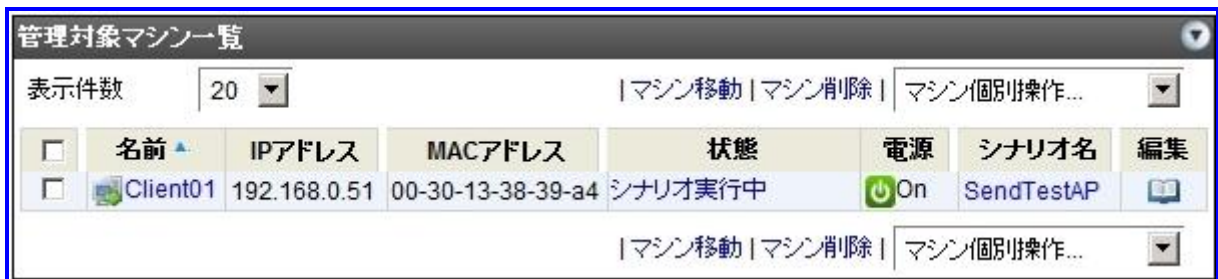 管理対象マシン一覧
表示件数 20 | マシン移動 | マシン削除 | マシン個別操作...
名前 IPアドレス MACアドレス 状態 電源 シナリオ名 編集
Client01 192.168.0.51 00-30-13-38-39-a4 シナリオ実行中 On SendTestAP
| マシン移動 | マシン削除 | マシン個別操作...